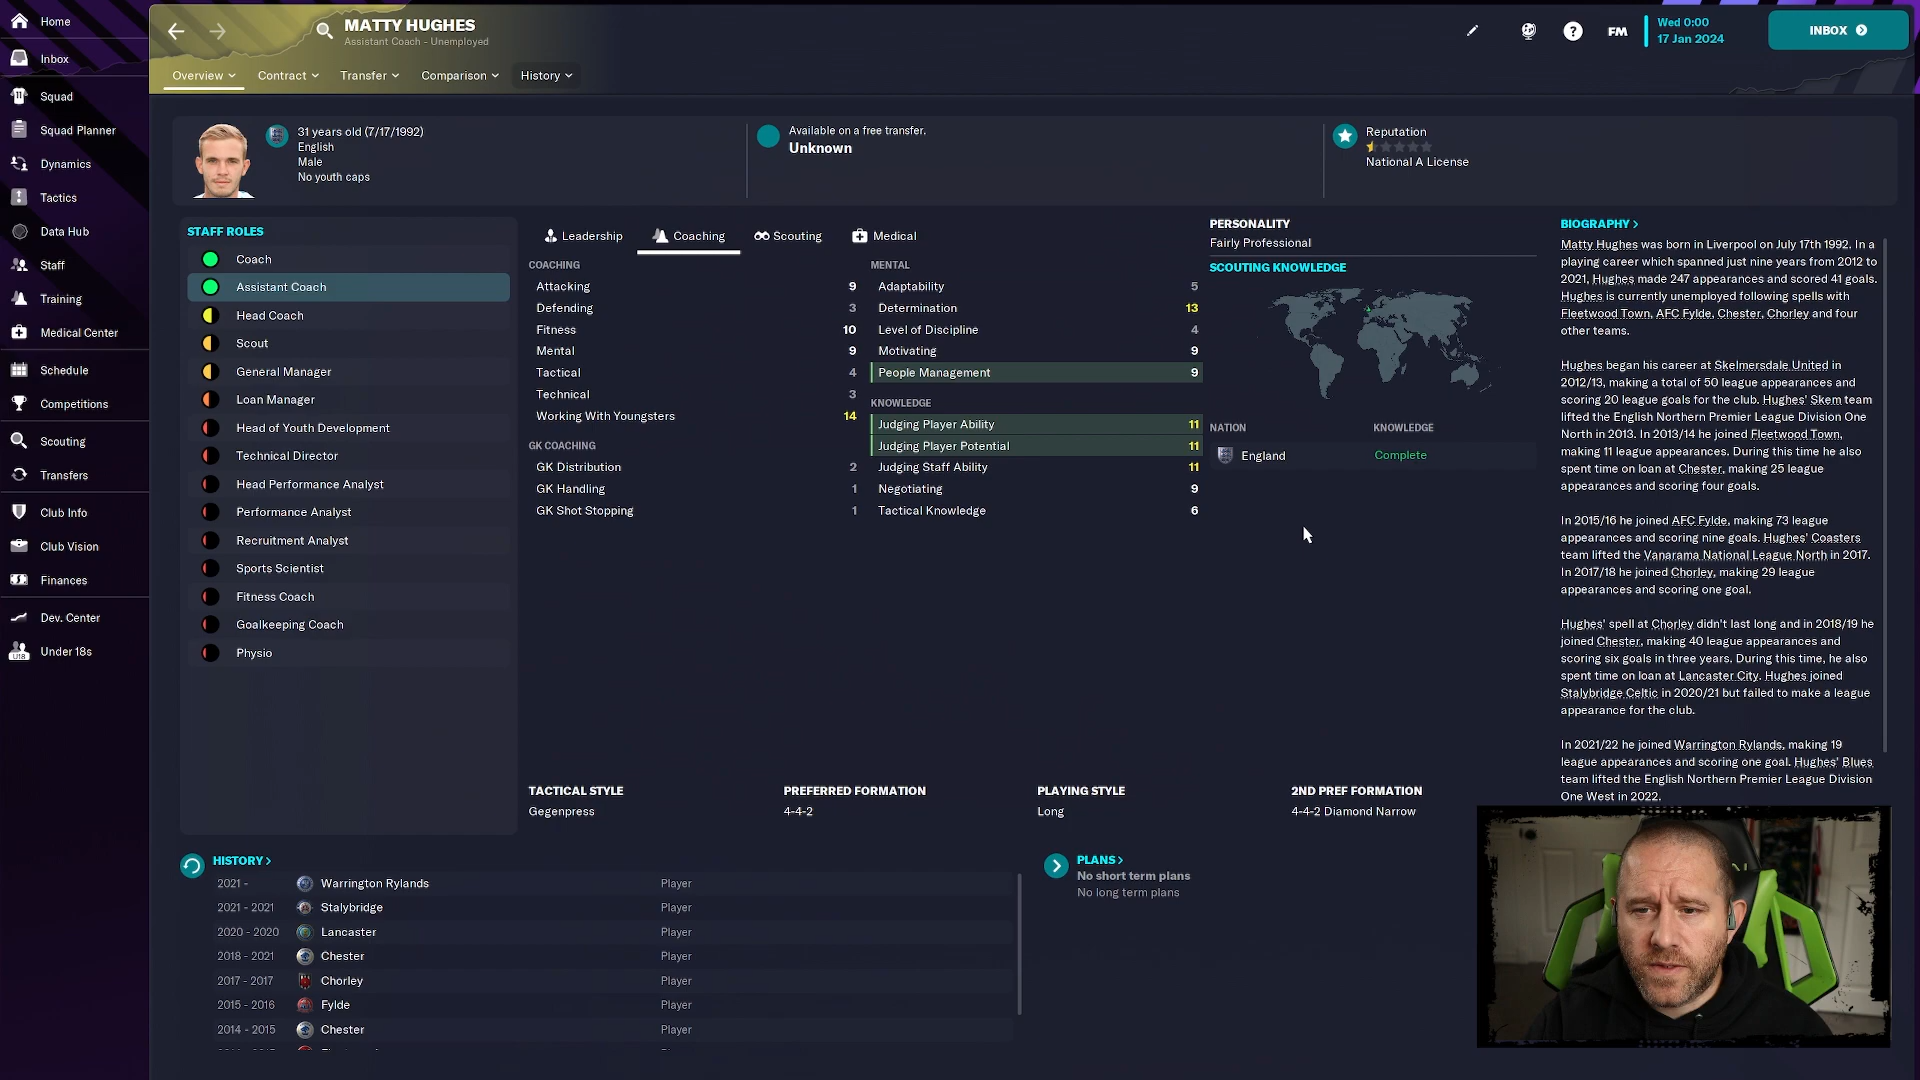 Home
Inbox
Squad
Squad Planner
Dynamics
Tactics
Data Hub
Staff
Training
Medical Center
Schedule
Competitions
Scouting
Transfers
Club Info
Club Vision
Finances
Dev. Center
U18
Under 18s
MATTY HUGHES
Assistant Coach - Unemployed
FM
Wed 0:00
17 Jan 2024
INBOX
Overview
Contract
Transfer
Comparison
History
31 years old (7/17/1992)
English
Male
No youth caps
Available on a free transfer.
Unknown
Reputation
National A License
STAFF ROLES
Coach
Assistant Coach
Head Coach
Scout
General Manager
Loan Manager
Head of Youth Development
Technical Director
Head Performance Analyst
Performance Analyst
Recruitment Analyst
Sports Scientist
Fitness Coach
Goalkeeping Coach
Physio
Leadership
Coaching
Scouting
Medical
COACHING
Attacking 9
Defending 3
Fitness 10
Mental 9
Tactical 4
Technical 3
Working With Youngsters 14
GK COACHING
GK Distribution 2
GK Handling 1
GK Shot Stopping 1
MENTAL
Adaptability 5
Determination 13
Level of Discipline 4
Motivating 9
People Management 9
KNOWLEDGE
Judging Player Ability 11
Judging Player Potential 11
Judging Staff Ability 11
Negotiating 9
Tactical Knowledge 6
PERSONALITY
Fairly Professional
SCOUTING KNOWLEDGE
NATION KNOWLEDGE
England Complete
BIOGRAPHY >
Matty Hughes was born in Liverpool on July 17th 1992. In a
playing career which spanned just nine years from 2012 to
2021, Hughes made 247 appearances and scored 41 goals.
Hughes is currently unemployed following spells with
Fleetwood Town, AFC Fylde, Chester, Chorley and four
other teams.
Hughes began his career at Skelmersdale United in
2012/13, making a total of 50 league appearances and
scoring 20 league goals for the club. Hughes' Skem team
lifted the English Northern Premier League Division One
North in 2013. In 2013/14 he joined Fleetwood Town,
making 11 league appearances. During this time he also
spent time on loan at Chester, making 25 league
appearances and scoring four goals.
In 2015/16 he joined AFC Fylde, making 73 league
appearances and scoring nine goals. Hughes' Coasters
team lifted the Vanarama National League North in 2017.
In 2017/18 he joined Chorley, making 29 league
appearances and scoring one goal.
Hughes' spell at Chorley didn't last long and in 2018/19 he
joined Chester, making 40 league appearances and
scoring six goals in three years. During this time, he also
spent time on loan at Lancaster City. Hughes joined
Stalybridge Celtic in 2020/21 but failed to make a league
appearance for the club.
In 2021/22 he joined Warrington Rylands, making 19
league appearances and scoring one goal. Hughes' Blues
team lifted the English Northern Premier League Division
One West in 2022.
TACTICAL STYLE
Gegenpress
PREFERRED FORMATION
4-4-2
PLAYING STYLE
Long
2ND PREF FORMATION
4-4-2 Diamond Narrow
HISTORY >
2021 - Warrington Rylands Player
2021 - 2021 Stalybridge Player
2020 - 2020 Lancaster Player
2018 - 2021 Chester Player
2017 - 2017 Chorley Player
2015 - 2016 Fylde Player
2014 - 2015 Chester Player
PLANS >
No short term plans
No long term plans